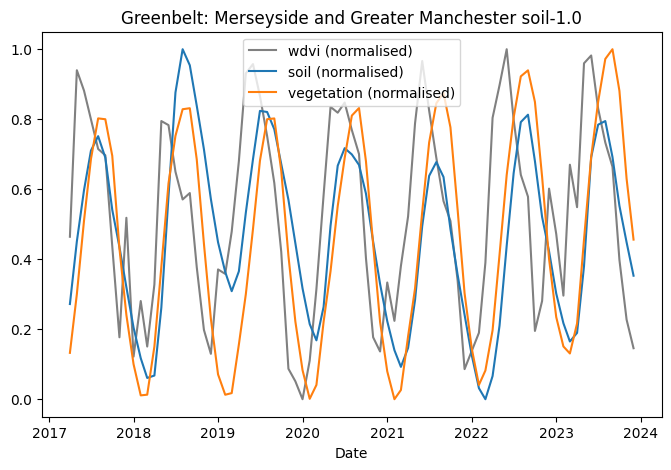 Greenbelt: Merseyside and Greater Manchester soil-1.0
1.0
0.8
0.6
0.4
0.2
0.0
wdvi (normalised)
soil (normalised)
vegetation (normalised)
2017 2018 2019 2020 2021 2022 2023 2024
Date